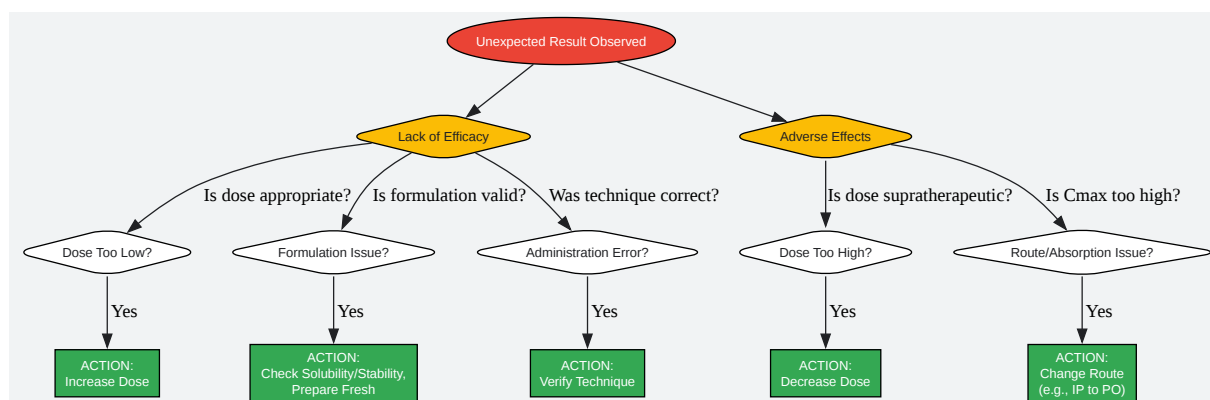 Unexpected Result Observed
Lack of Efficacy
Adverse Effects
Is dose appropriate?
Is formulation valid?
Was technique correct?
Is dose supratherapeutic?
Is Cmax too high?
Dose Too Low?
Formulation Issue?
Administration Error?
Dose Too High?
Route/Absorption Issue?
Yes
Yes
Yes
Yes
Yes
ACTION:
Increase Dose
ACTION:
Check Solubility/Stability,
Prepare Fresh
ACTION:
Verify Technique
ACTION:
Decrease Dose
ACTION:
Change Route
(e.g., IP to PO)